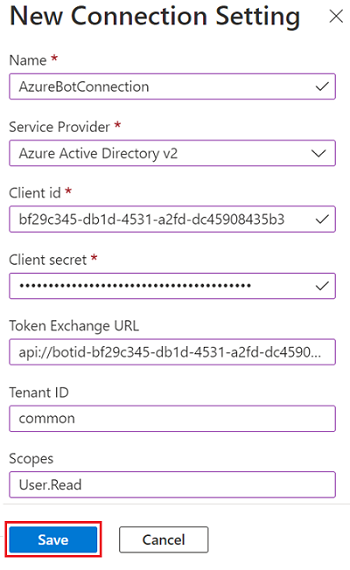 New Connection Setting
Name *
AzureBotConnection
Service Provider *
Azure Active Directory v2
Client id *
bf29c345-db1d-4531-a2fd-dc45908435b3
Client secret *
••••••••••••••••••••••••••••••••••••••••
Token Exchange URL
api://botid-bf29c345-db1d-4531-a2fd-dc4590...
Tenant ID
common
Scopes
User.Read
Save Cancel